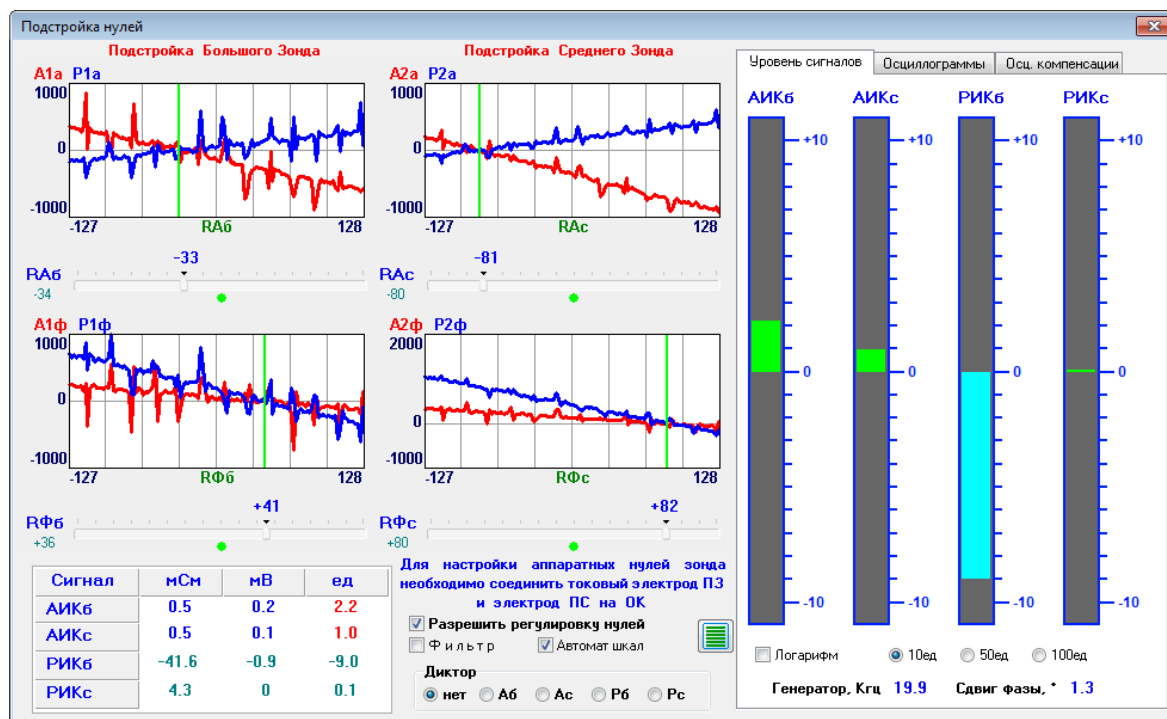 Подстройка нулей
Подстройка Большого Зонда
A1a P1a
1000
0
-1000
-127 RAб 128
-33
RAб
-34
A1ф P1ф
1000
0
-1000
-127 RФб 128
+41
RФб
+36
Подстройка Среднего Зонда
A2a P2a
1000
0
-1000
-127 RAc 128
-81
RAc
-80
A2ф P2ф
2000
0
-1000
-127 RФс 128
+82
RФс
+80
Сигнал мСм мВ ед
АИКб 0.5 0.2 2.2
АИКс 0.5 0.1 1.0
РИКб -41.6 -0.9 -9.0
РИКс 4.3 0 0.1
Для настройки аппаратных нулей зонда
необходимо соединить токовый электрод ПЗ
и электрод ПС на ОК
Разрешить регулировку нулей
Фильтр Автомат шкал
Диктор
нет Аб Ас Рб Рс
Уровень сигналов Осциллограммы Осц. компенсации
АИКб АИКс РИКб РИКс
+10 +10 +10 +10
0 0 0 0
-10 -10 -10 -10
Логарифм 10ед 50ед 100ед
Генератор, Кгц 19.9 Сдвиг фазы, ° 1.3